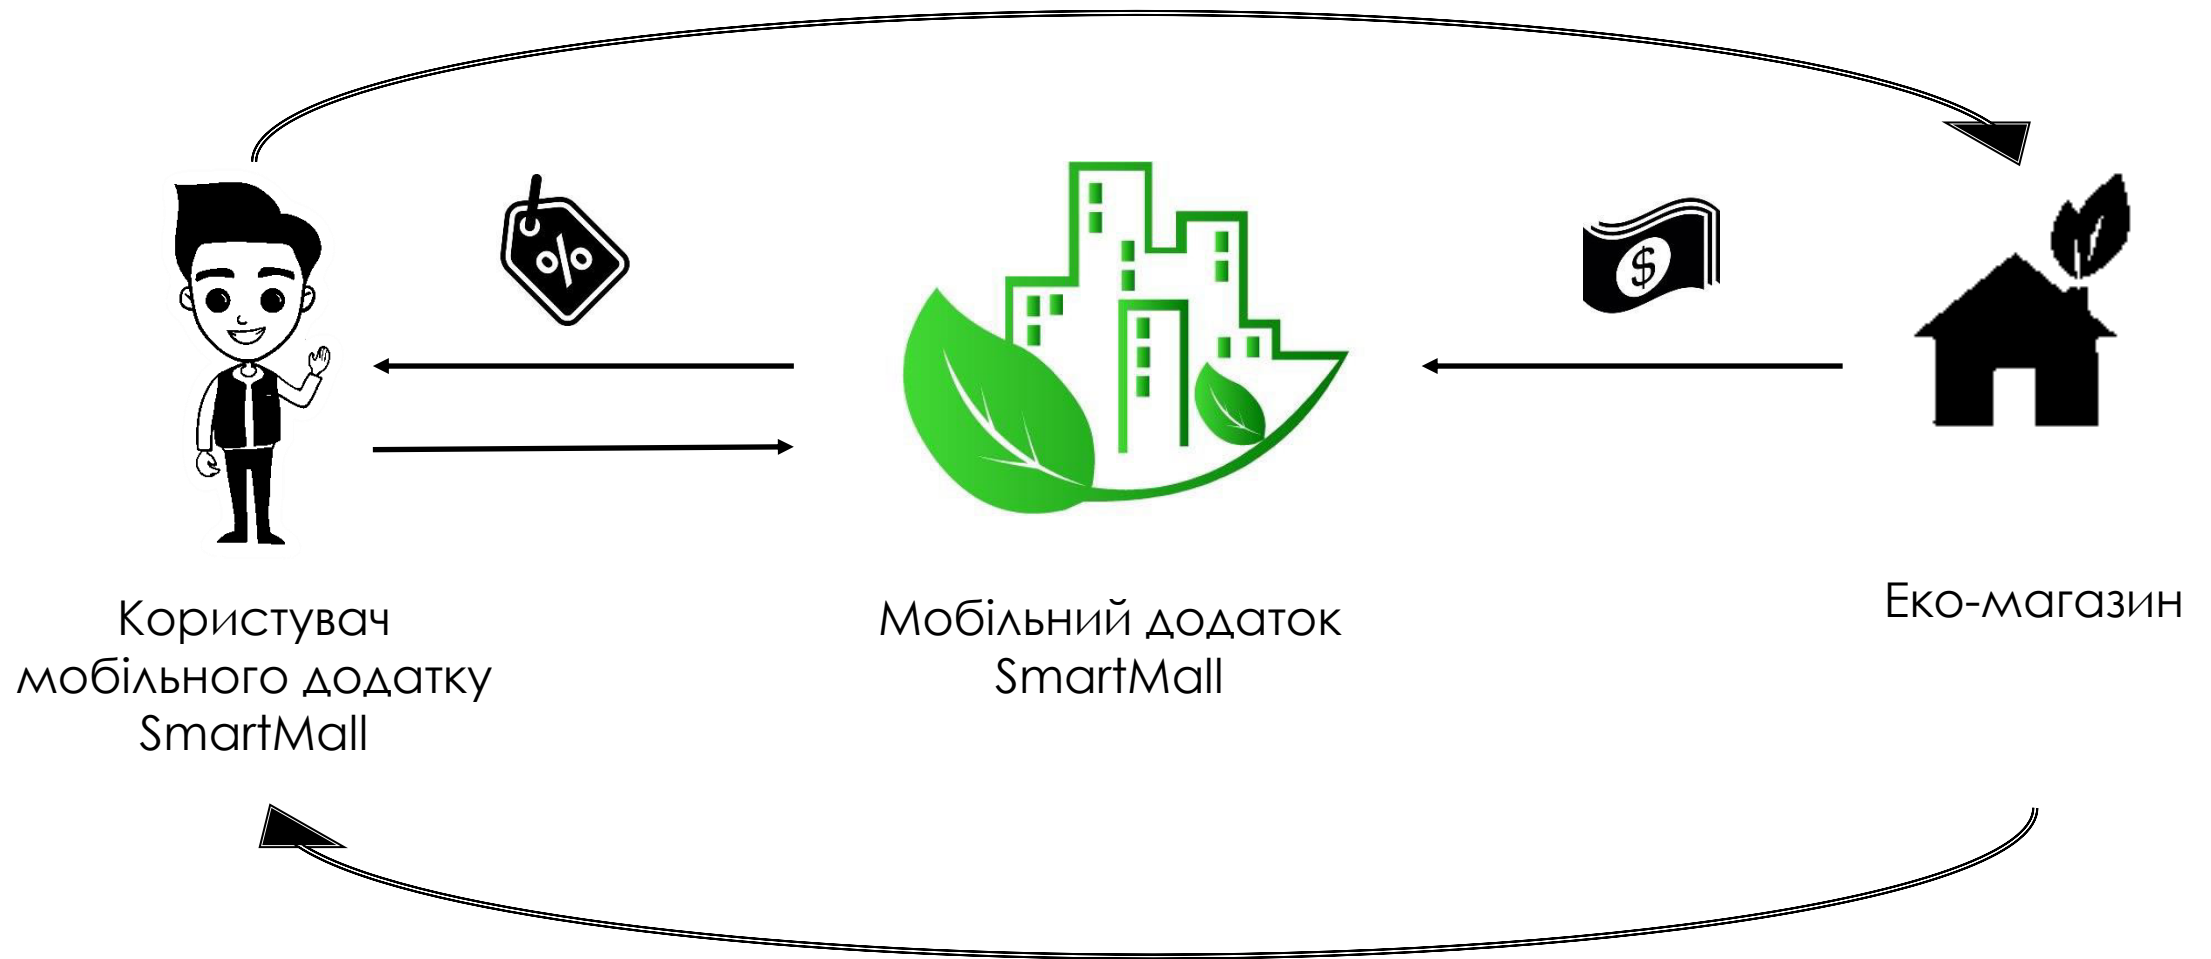 %
$
Користувач
мобільного додатку
SmartMall
Мобільний додаток
SmartMall
Еко-магазин